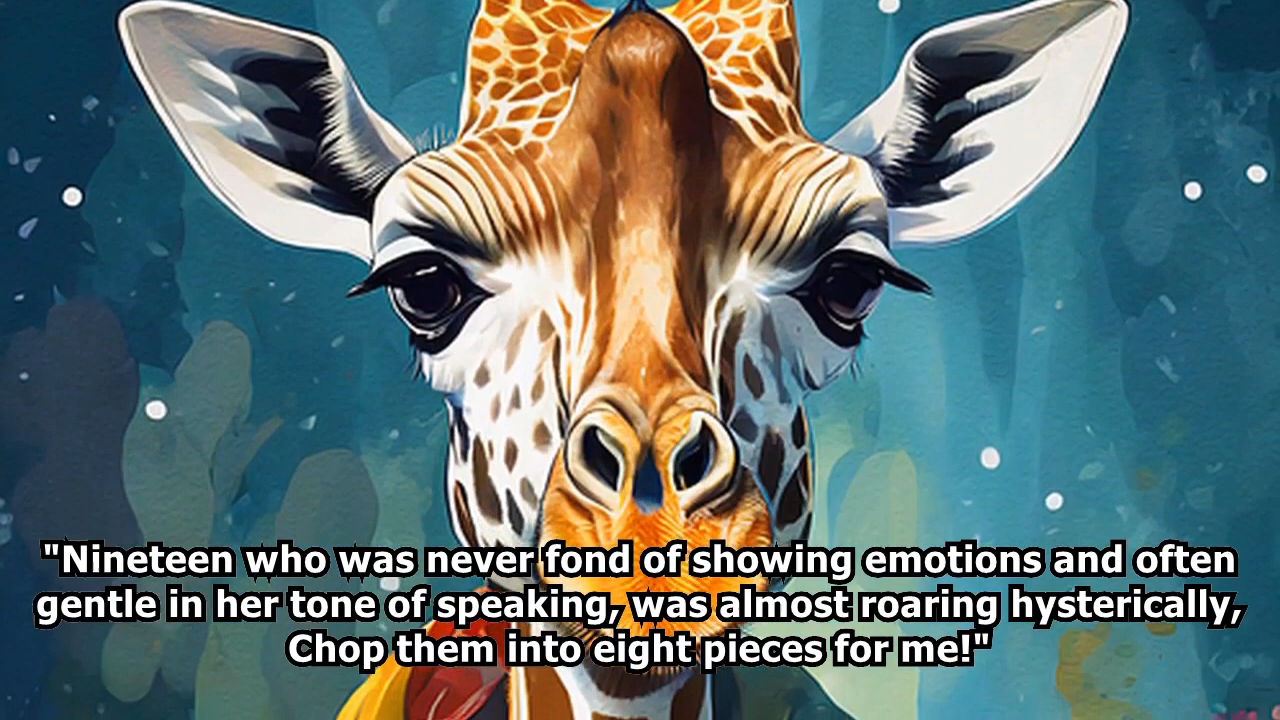 "Nineteen who was never fond of showing emotions and often
gentle in her tone of speaking, was almost roaring hysterically,
Chop them into eight pieces for me!"